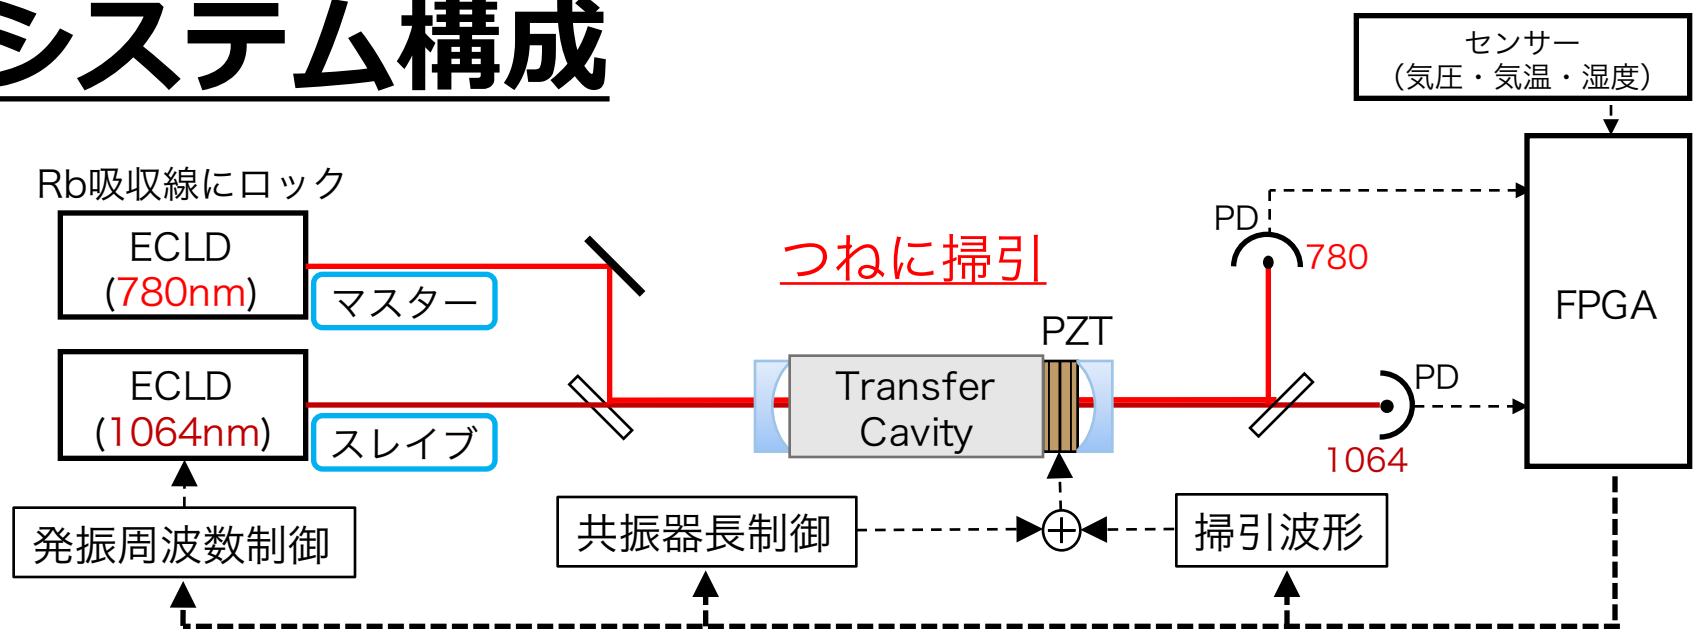 システム構成
センサー
（気圧・気温・湿度）
Rb吸収線にロック
ECLD
(780nm)
マスター
つねに掃引
PD
780
FPGA
PZT
ECLD
(1064nm)
スレイブ
Transfer
Cavity
PD
1064
発振周波数制御
共振器長制御
掃引波形